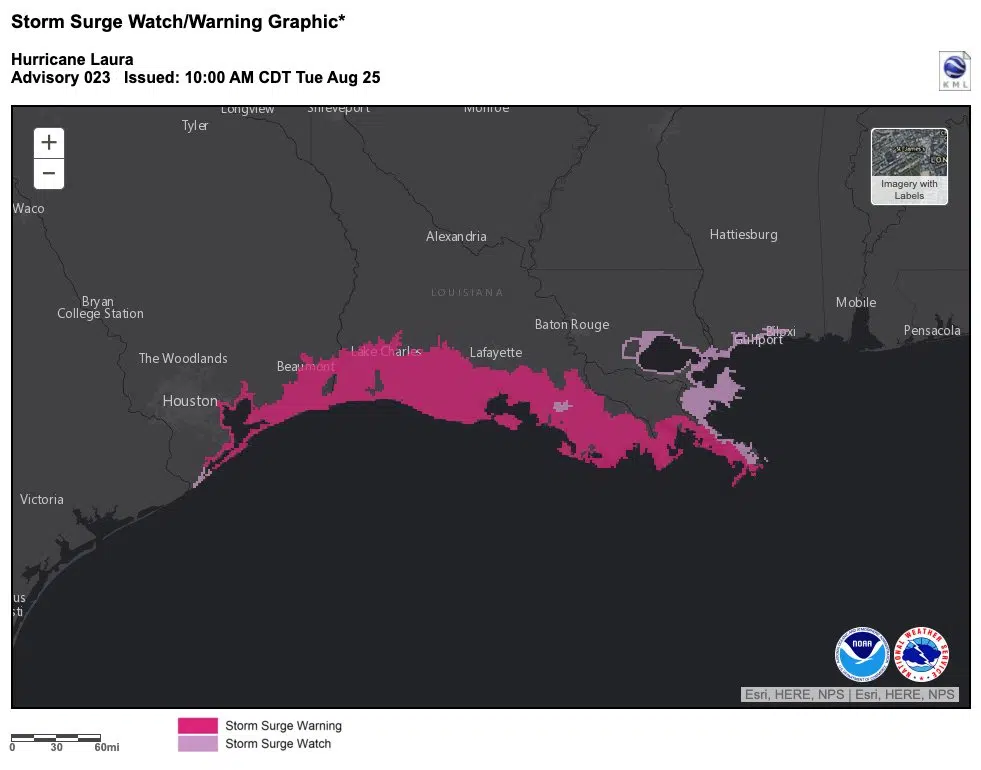 Storm Surge Watch/Warning Graphic*
Hurricane Laura
Advisory 023 Issued: 10:00 AM CDT Tue Aug 25
KML
Longview
Shreveport
Monroe
Tyler
+
−
St James's
LON
Imagery with
Labels
Waco
Alexandria
Hattiesburg
LOUISIANA
Bryan
College Station
Mobile
Baton Rouge
Biloxi
Gulfport
Pensacola
The Woodlands
Lake Charles
Lafayette
Beaumont
Houston
Victoria
us
sti
NOAA
NATIONAL WEATHER SERVICE
Esri, HERE, NPS | Esri, HERE, NPS
Storm Surge Warning
Storm Surge Watch
0 30 60mi